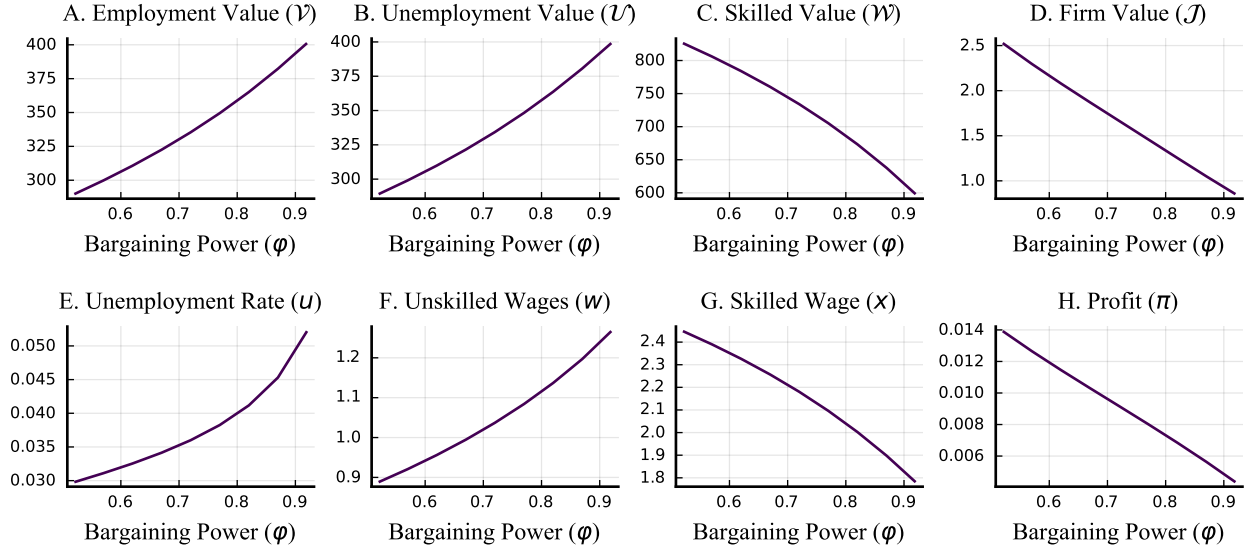 A. Employment Value (𝒱)
400
375
350
325
300
0.6 0.7 0.8 0.9
Bargaining Power (φ)
B. Unemployment Value (𝒰)
400
375
350
325
300
0.6 0.7 0.8 0.9
Bargaining Power (φ)
C. Skilled Value (𝒲)
800
750
700
650
600
0.6 0.7 0.8 0.9
Bargaining Power (φ)
D. Firm Value (𝒥)
2.5
2.0
1.5
1.0
0.6 0.7 0.8 0.9
Bargaining Power (φ)
E. Unemployment Rate (u)
0.050
0.045
0.040
0.035
0.030
0.6 0.7 0.8 0.9
Bargaining Power (φ)
F. Unskilled Wages (w)
1.2
1.1
1.0
0.9
0.6 0.7 0.8 0.9
Bargaining Power (φ)
G. Skilled Wage (x)
2.4
2.3
2.2
2.1
2.0
1.9
1.8
0.6 0.7 0.8 0.9
Bargaining Power (φ)
H. Profit (π)
0.014
0.012
0.010
0.008
0.006
0.6 0.7 0.8 0.9
Bargaining Power (φ)